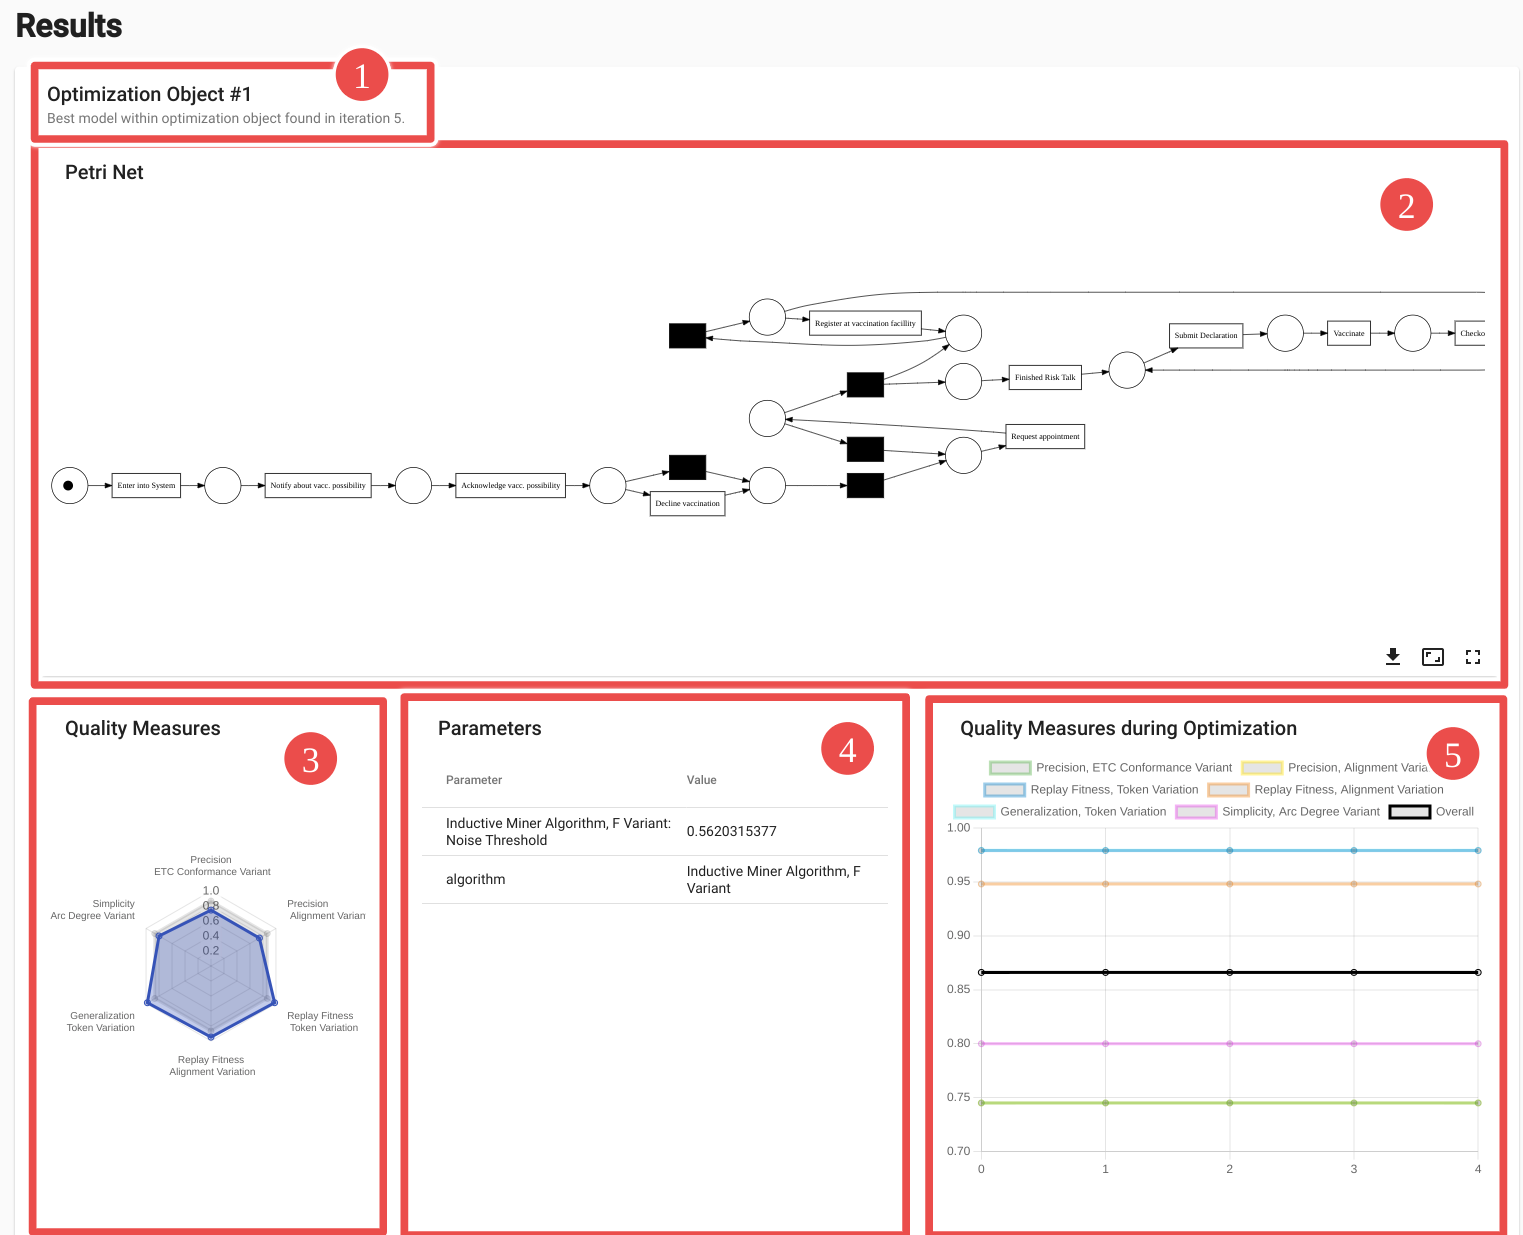 Results
1
Optimization Object #1
Best model within optimization object found in iteration 5.
Petri Net
2
Register at vaccination facillity
Submit Declaration
Vaccinate
Checko
Finished Risk Talk
Request appointment
Enter into System
Notify about vacc. possibility
Acknowledge vacc. possibility
Decline vaccination
Quality Measures
3
Precision
ETC Conformance Variant
1.0
0.8
0.6
0.4
0.2
Simplicity
Arc Degree Variant
Precision
Alignment Varian
Generalization
Token Variation
Replay Fitness
Token Variation
Replay Fitness
Alignment Variation
Parameters
4
Parameter Value
Inductive Miner Algorithm, F Variant:
Noise Threshold
0.5620315377
algorithm
Inductive Miner Algorithm, F
Variant
Quality Measures during Optimization
5
Precision, ETC Conformance Variant Precision, Alignment Varia
Replay Fitness, Token Variation Replay Fitness, Alignment Variation
Generalization, Token Variation Simplicity, Arc Degree Variant Overall
1.00
0.95
0.90
0.85
0.80
0.75
0.70
0 1 2 3 4